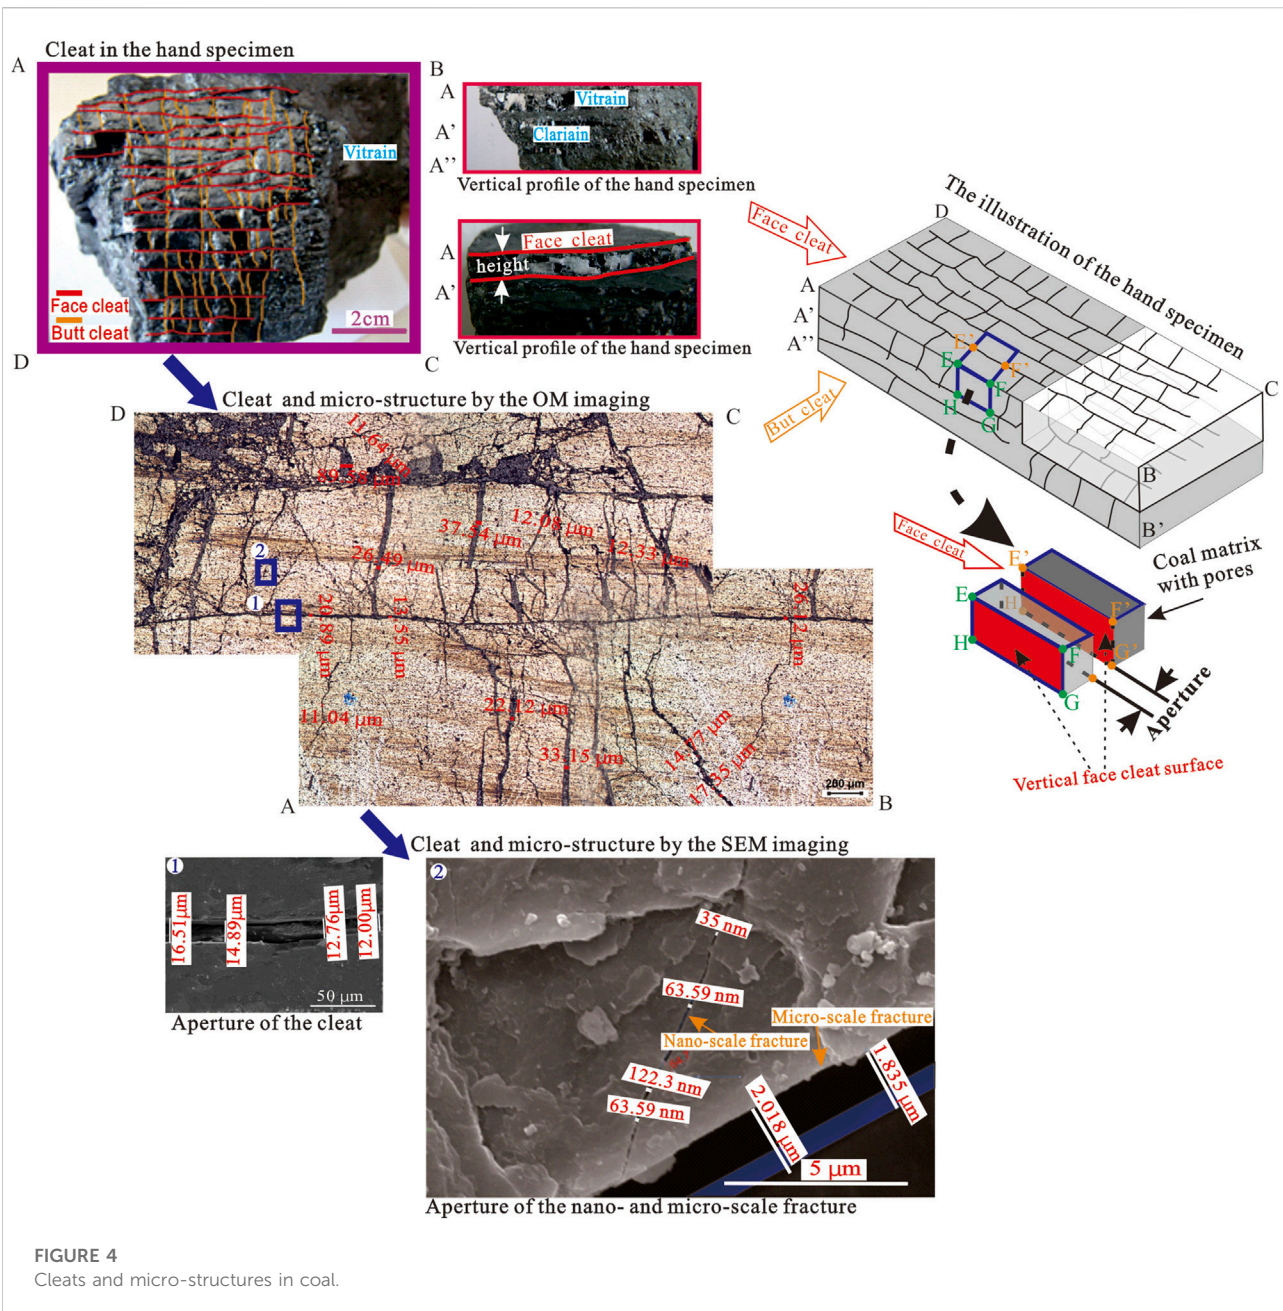 Cleat in the hand specimen
A
B
Vitrain
Face cleat
Butt cleat
2cm
D
C
A
A'
A''
Vitrain
Clariain
Vertical profile of the hand specimen
A
A'
Face cleat
height
Vertical profile of the hand specimen
The illustration of the hand specimen
Face cleat
But cleat
D
A
A'
A''
C
B
B'
E'
E
F'
F
H
G
Cleat and micro-structure by the OM imaging
D
C
11.64 μm
89.58 μm
37.54 μm
12.08 μm
12.33 μm
26.49 μm
2
1
20.89 μm
13.55 μm
26.12 μm
11.04 μm
22.12 μm
33.15 μm
14.77 μm
17.35 μm
200 μm
A
B
Face cleat
E'
E
H'
H
F'
F
G'
G
Coal matrix
with pores
Aperture
Vertical face cleat surface
Cleat and micro-structure by the SEM imaging
1
16.51μm
14.89μm
12.76μm
12.00μm
50 μm
Aperture of the cleat
2
35 nm
63.59 nm
Micro-scale fracture
Nano-scale fracture
122.3 nm
63.59 nm
2.018 μm
1.835 μm
5 μm
Aperture of the nano- and micro-scale fracture
FIGURE 4
Cleats and micro-structures in coal.